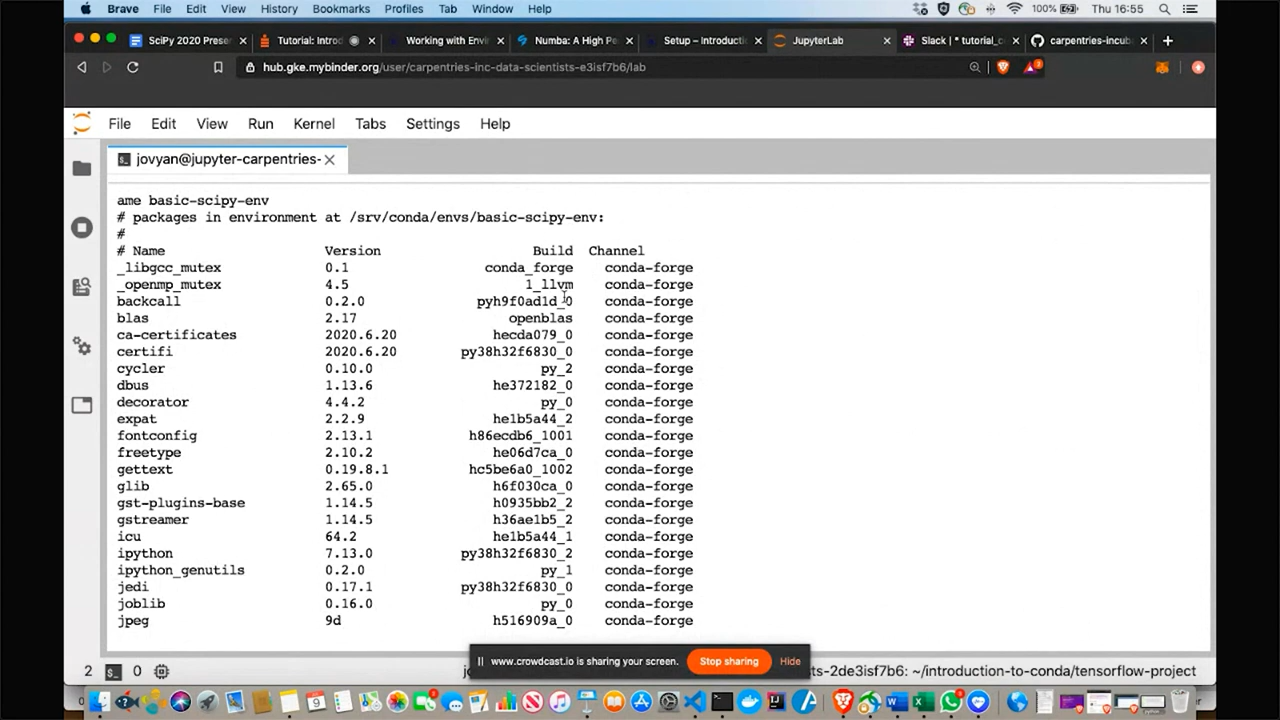 Brave File Edit View History Bookmarks Profiles Tab Window Help 100% Thu 16:55
SciPy 2020 Prese Tutorial: Introd Working with Envi Numba: A High Pe Setup – Introductio JupyterLab Slack | * tutorial_c carpentries-incub
hub.gke.mybinder.org/user/carpentries-inc-data-scientists-e3isf7b6/lab
File Edit View Run Kernel Tabs Settings Help
jovyan@jupyter-carpentries-
ame basic-scipy-env
# packages in environment at /srv/conda/envs/basic-scipy-env:
#
# Name Version Build Channel
_libgcc_mutex 0.1 conda_forge conda-forge
_openmp_mutex 4.5 1_llvm conda-forge
backcall 0.2.0 pyh9f0ad1d_0 conda-forge
blas 2.17 openblas conda-forge
ca-certificates 2020.6.20 hecda079_0 conda-forge
certifi 2020.6.20 py38h32f6830_0 conda-forge
cycler 0.10.0 py_2 conda-forge
dbus 1.13.6 he372182_0 conda-forge
decorator 4.4.2 py_0 conda-forge
expat 2.2.9 he1b5a44_2 conda-forge
fontconfig 2.13.1 h86ecdb6_1001 conda-forge
freetype 2.10.2 he06d7ca_0 conda-forge
gettext 0.19.8.1 hc5be6a0_1002 conda-forge
glib 2.65.0 h6f030ca_0 conda-forge
gst-plugins-base 1.14.5 h0935bb2_2 conda-forge
gstreamer 1.14.5 h36ae1b5_2 conda-forge
icu 64.2 he1b5a44_1 conda-forge
ipython 7.13.0 py38h32f6830_2 conda-forge
ipython_genutils 0.2.0 py_1 conda-forge
jedi 0.17.1 py38h32f6830_0 conda-forge
joblib 0.16.0 py_0 conda-forge
jpeg 9d h516909a_0 conda-forge
www.crowdcast.io is sharing your screen. Stop sharing Hide
2 0 jo ts-2de3isf7b6: ~/introduction-to-conda/tensorflow-project